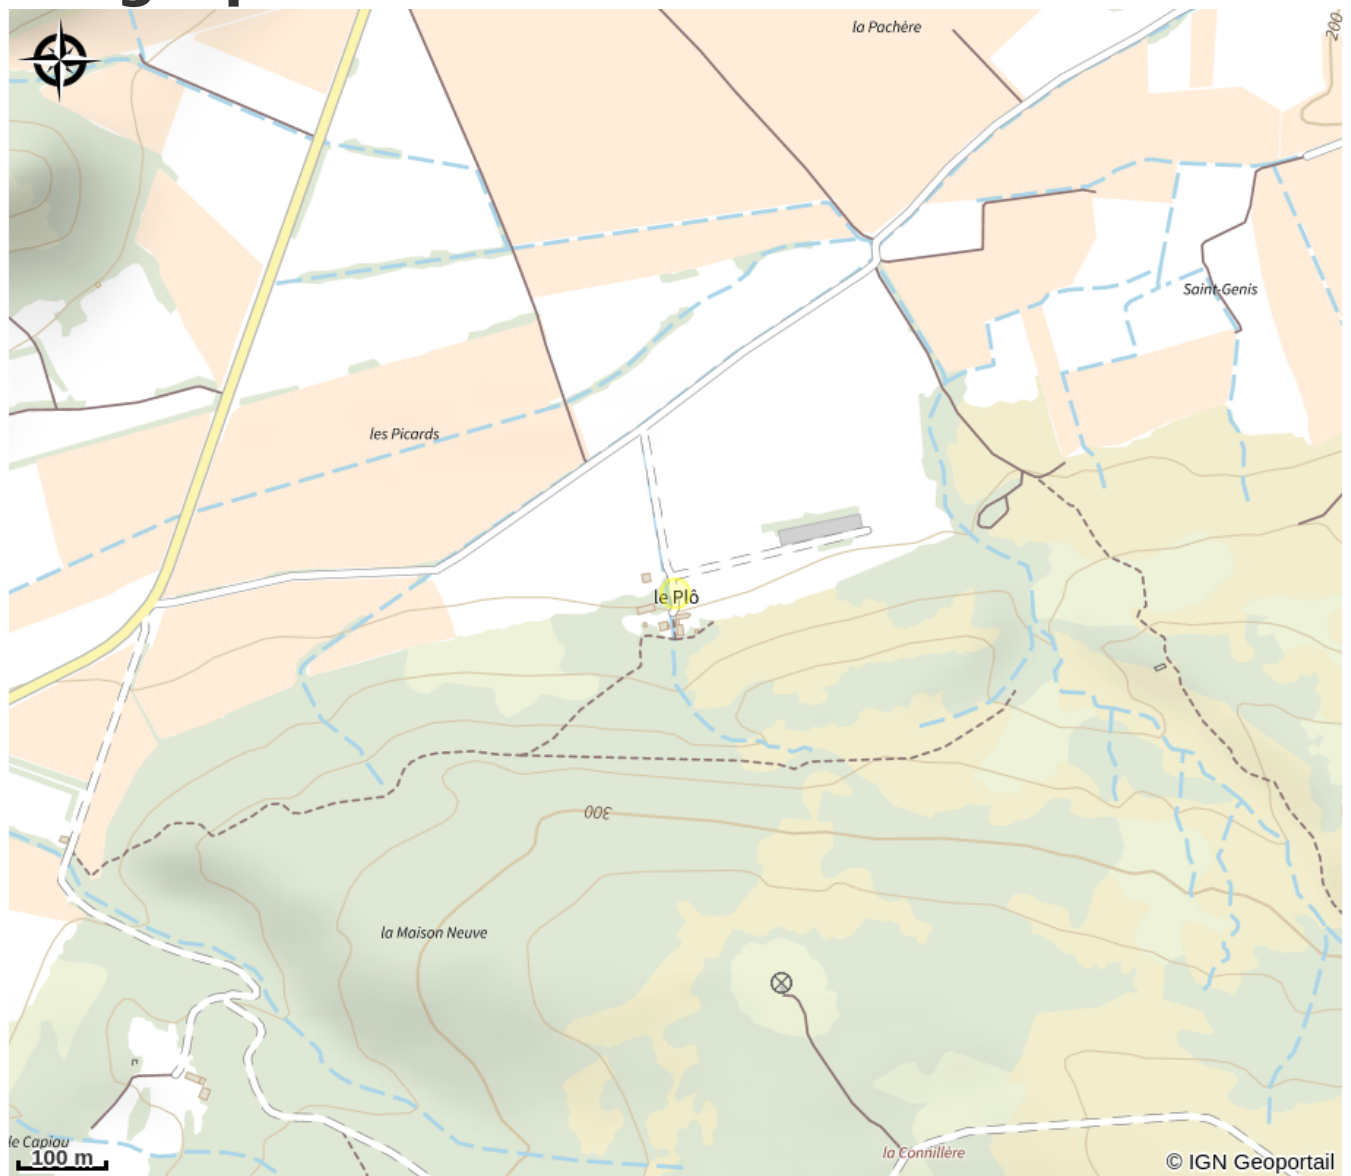 la Pachère
200
Saint-Genis
les Picards
le Plô
300
la Maison Neuve
la Connillère
le Capiou
100 m
© IGN Geoportail